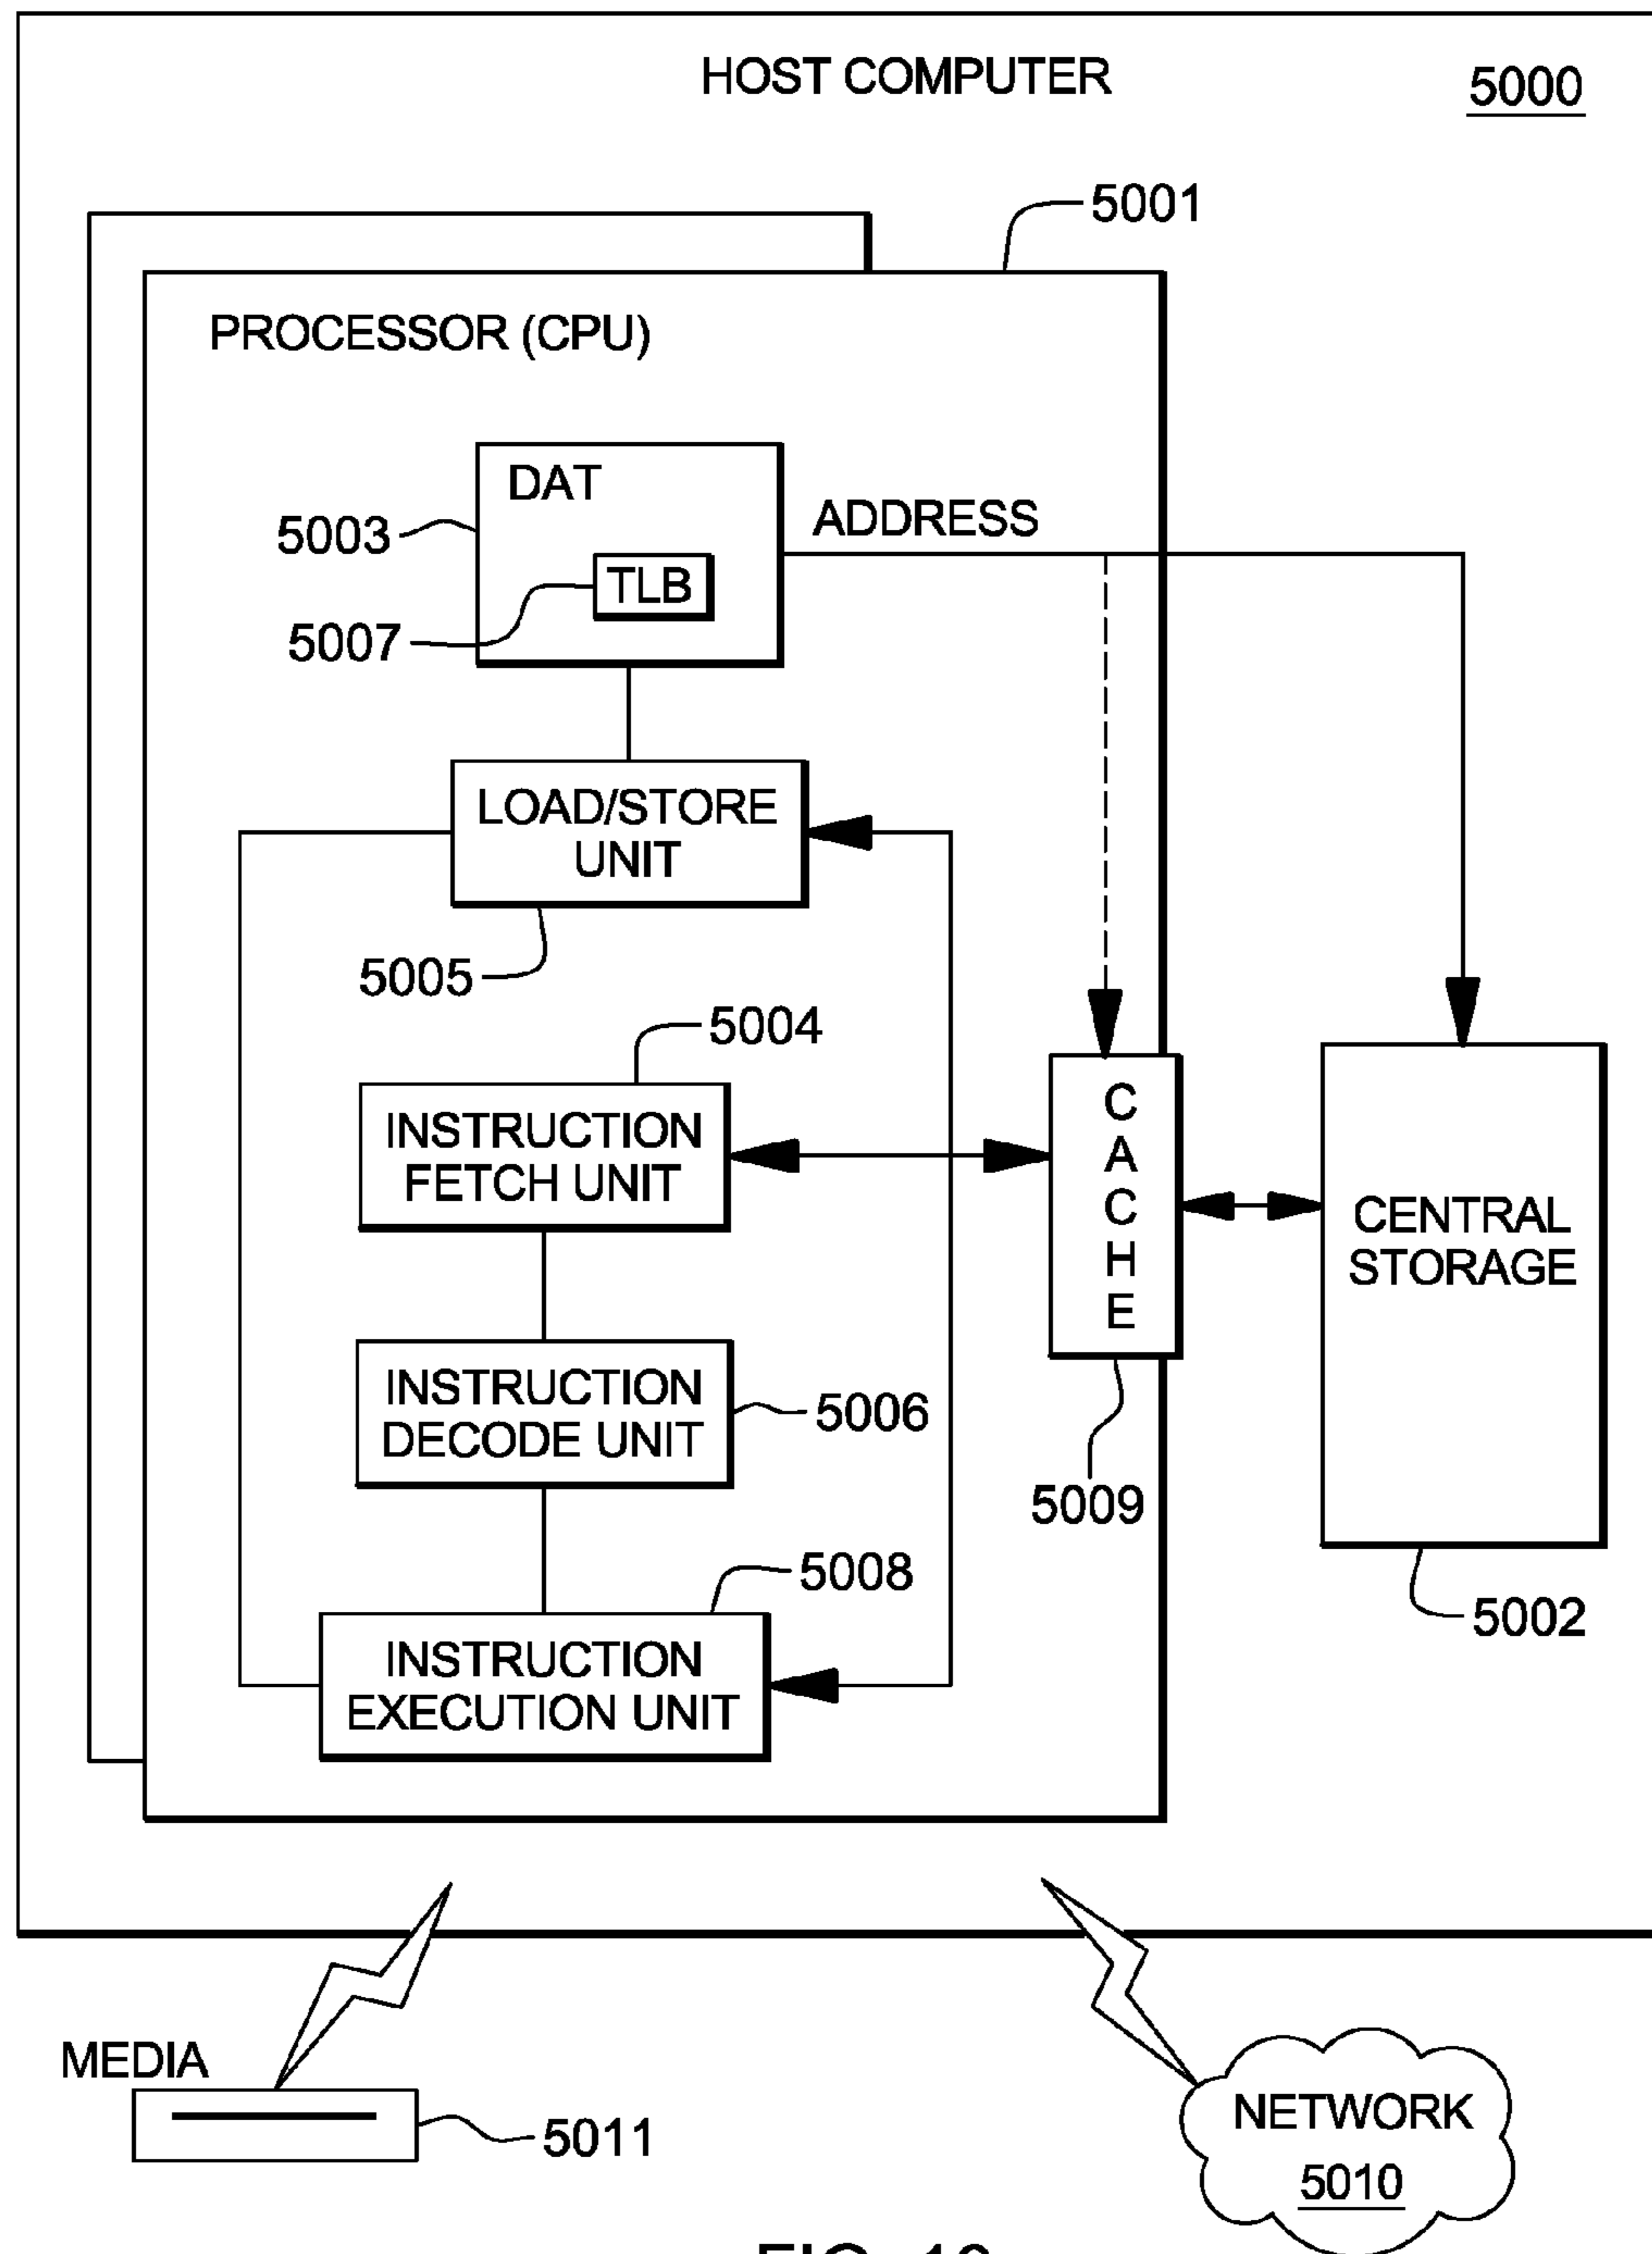 HOST COMPUTER
5000
5001
PROCESSOR (CPU)
DAT
ADDRESS
5003
TLB
5007
LOAD/STORE
UNIT
5005
5004
INSTRUCTION
FETCH UNIT
CACHE
CENTRAL
STORAGE
INSTRUCTION
DECODE UNIT
5006
5009
5008
5002
INSTRUCTION
EXECUTION UNIT
MEDIA
5011
NETWORK
5010